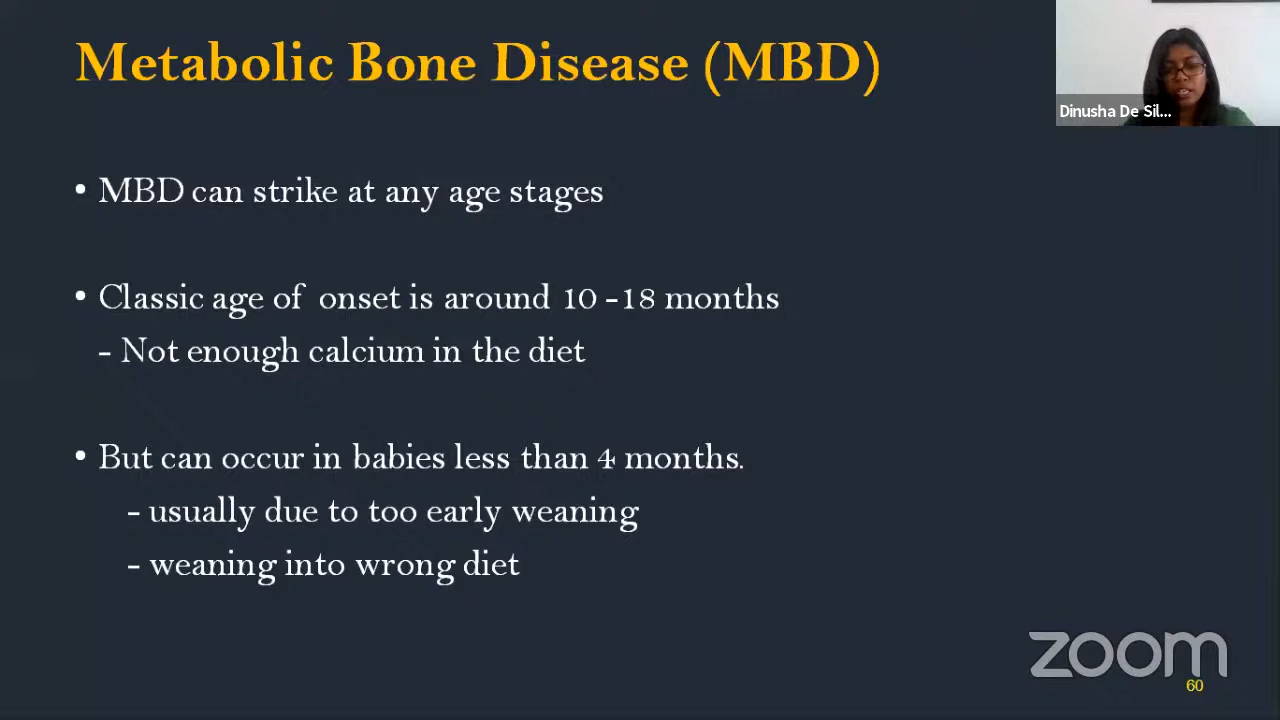 Metabolic Bone Disease (MBD)
Dinusha De Sil...
• MBD can strike at any age stages
• Classic age of onset is around 10 -18 months
- Not enough calcium in the diet
• But can occur in babies less than 4 months.
- usually due to too early weaning
- weaning into wrong diet
zoom
60